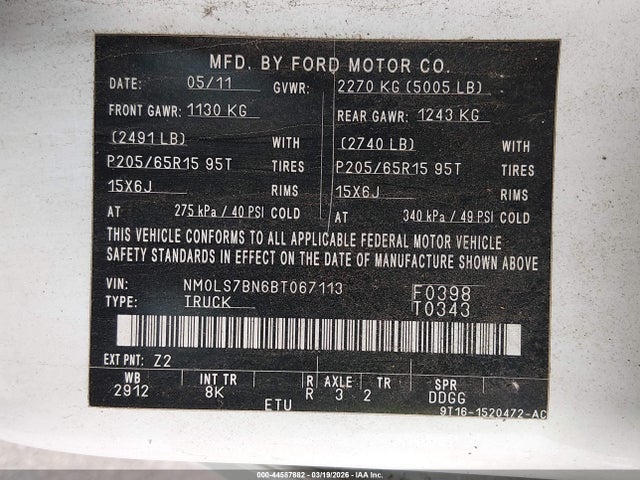 MFD. BY FORD MOTOR CO.
DATE: 05/11 GVWR: 2270 KG (5005 LB)
FRONT GAWR: 1130 KG REAR GAWR: 1243 KG
(2491 LB) WITH (2740 LB) WITH
P205/65R15 95T TIRES P205/65R15 95T TIRES
15X6J RIMS 15X6J RIMS
AT 275 kPa / 40 PSI COLD AT 340 kPa / 49 PSI COLD
THIS VEHICLE CONFORMS TO ALL APPLICABLE FEDERAL MOTOR VEHICLE
SAFETY STANDARDS IN EFFECT ON THE DATE OF MANUFACTURE SHOWN ABOVE.
VIN: NM0LS7BN6BT067113 F0398
TYPE: TRUCK T0343
EXT PNT: Z2
WB INT TR R AXLE TR SPR
2912 8K R 3 2 DDGG
ETU 9T16-1520472-AC
000-44587882 - 03/19/2026 - IAA Inc.